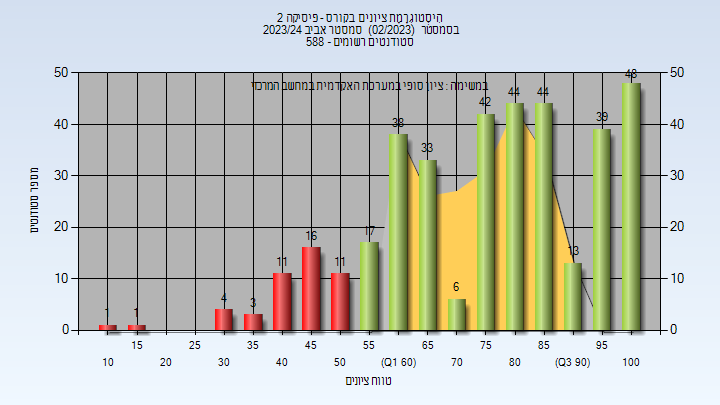 היסטוגרמת ציונים בקורס - פיסיקה 2
בסמסטר (02/2023) סמסטר אביב 2023/24
סטודנטים רשומים - 588
במשימה : ציון סופי במערכת האקדמית במחשב המרכזי
מספר סטודנטים
50 40 30 20 10 0
50 40 30 20 10 0
1 1 4 3 11 16 11 17 38 33 6 42 44 44 13 39 48
15 25 35 45 55 65 75 85 95
10 20 30 40 50 (Q1 60) 70 80 (Q3 90) 100
טווח ציונים